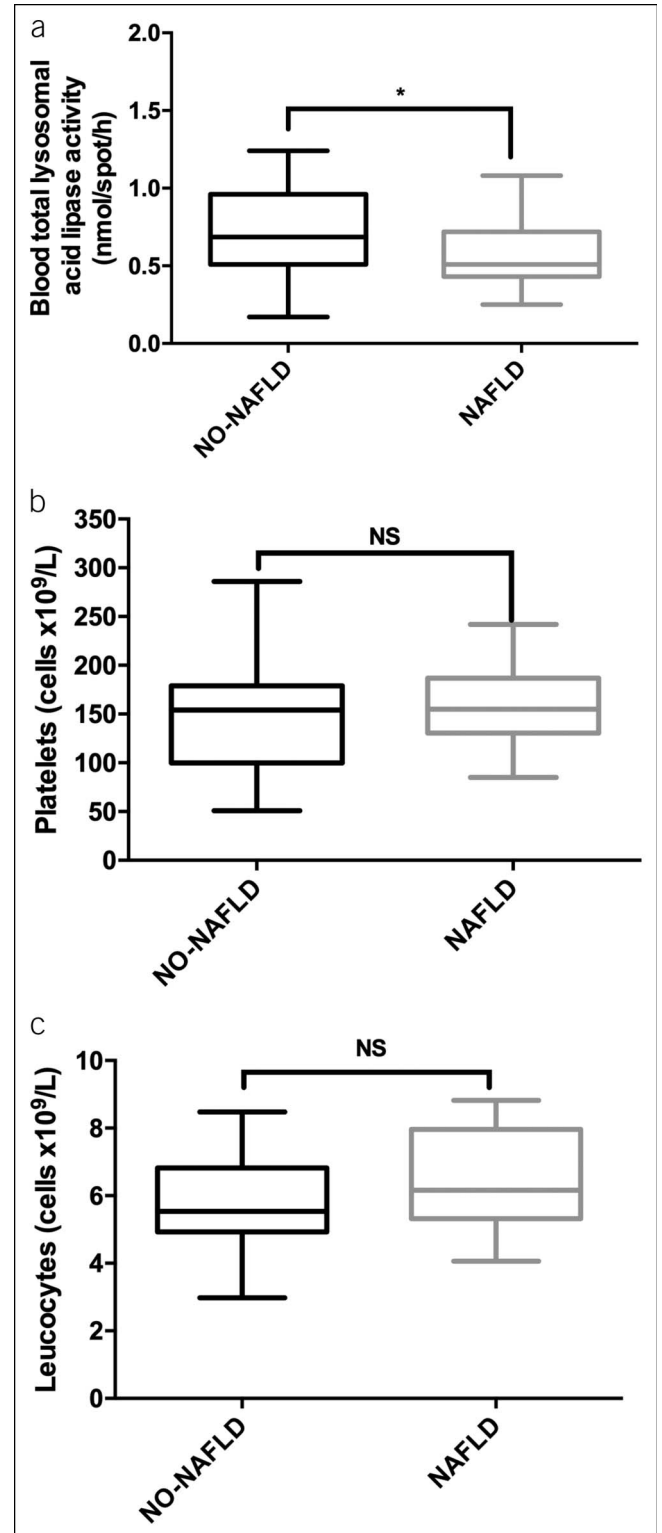 a
Blood total lysosomal
acid lipase activity
(nmol/spot/h)
2.0
1.5
1.0
0.5
0.0
*
NO-NAFLD
NAFLD
b
Platelets (cells x10⁹/L)
350
300
250
200
150
100
50
0
NS
NO-NAFLD
NAFLD
c
Leucocytes (cells x10⁹/L)
10
8
6
4
2
0
NS
NO-NAFLD
NAFLD